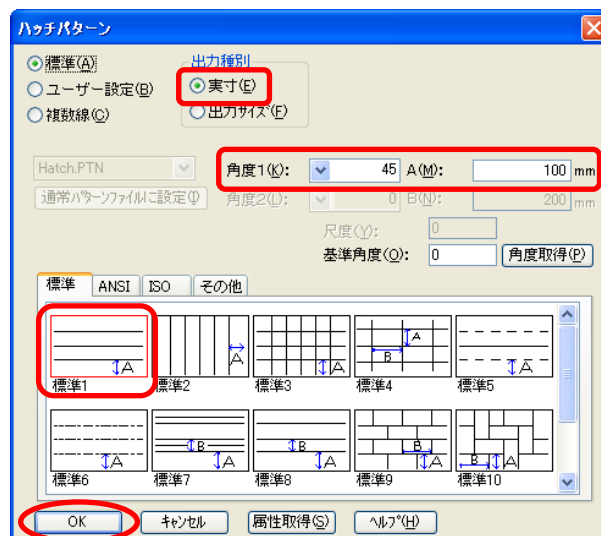 ハッチパターン
標準(A)
ユーザー設定(B)
複数線(C)
出力種別
実寸(E)
出力サイズ(F)
Hatch.PTN
通常パターンファイルに設定(I)
角度1(K): 45 A(M): 100 mm
角度2(L): 0 B(N): 200 mm
尺度(Y): 0
基準角度(O): 0 角度取得(P)
標準 ANSI ISO その他
A A A A B A
標準1 標準2 標準3 標準4 標準5
A B A B A B A B A
標準6 標準7 標準8 標準9 標準10
OK キャンセル 属性取得(S) ヘルプ(H)